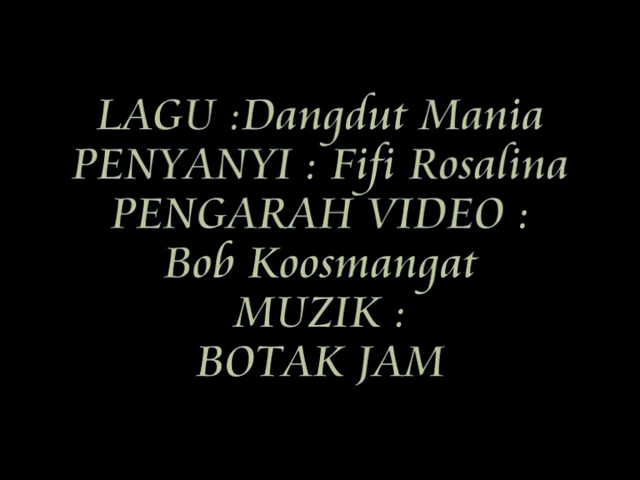 LAGU :Dangdut Mania
PENYANYI : Fifi Rosalina
PENGARAH VIDEO :
Bob Koosmangat
MUZIK :
BOTAK JAM